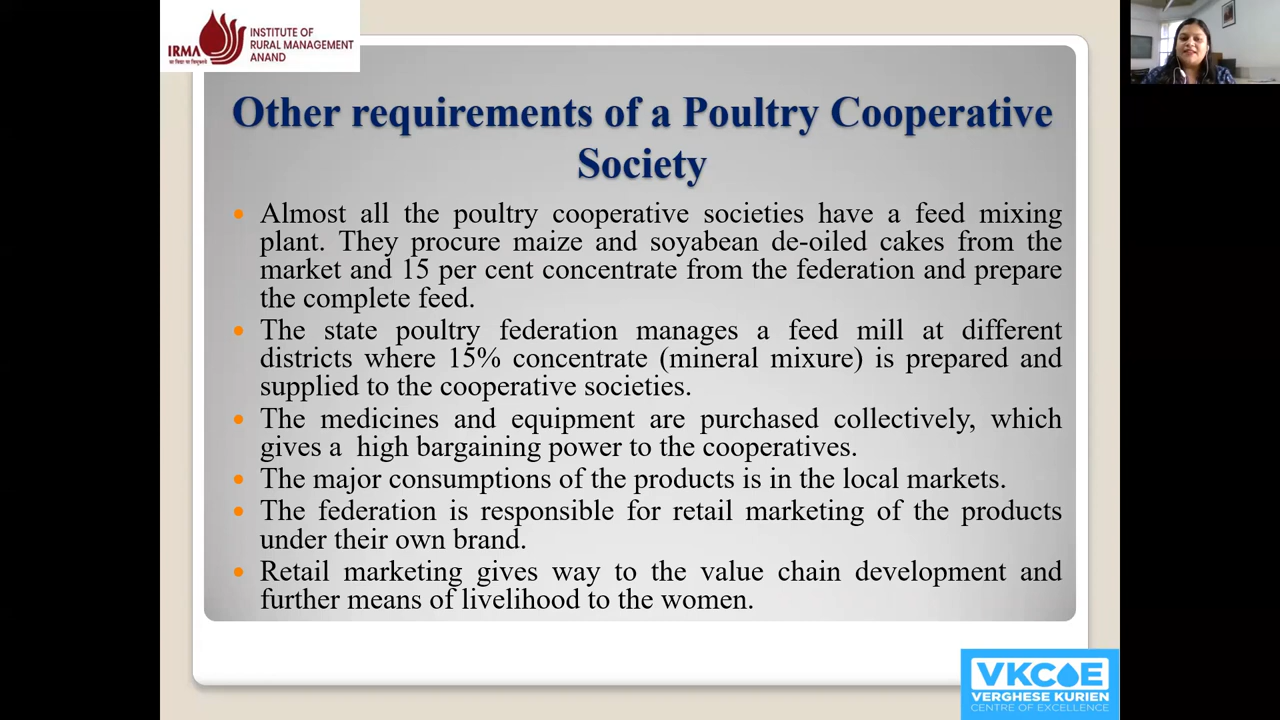 IRMA
INSTITUTE OF
RURAL MANAGEMENT
ANAND
Other requirements of a Poultry Cooperative
Society
• Almost all the poultry cooperative societies have a feed mixing
plant. They procure maize and soyabean de-oiled cakes from the
market and 15 per cent concentrate from the federation and prepare
the complete feed.
• The state poultry federation manages a feed mill at different
districts where 15% concentrate (mineral mixure) is prepared and
supplied to the cooperative societies.
• The medicines and equipment are purchased collectively, which
gives a high bargaining power to the cooperatives.
• The major consumptions of the products is in the local markets.
• The federation is responsible for retail marketing of the products
under their own brand.
• Retail marketing gives way to the value chain development and
further means of livelihood to the women.
VKCOE
VERGHESE KURIEN
CENTRE OF EXCELLENCE